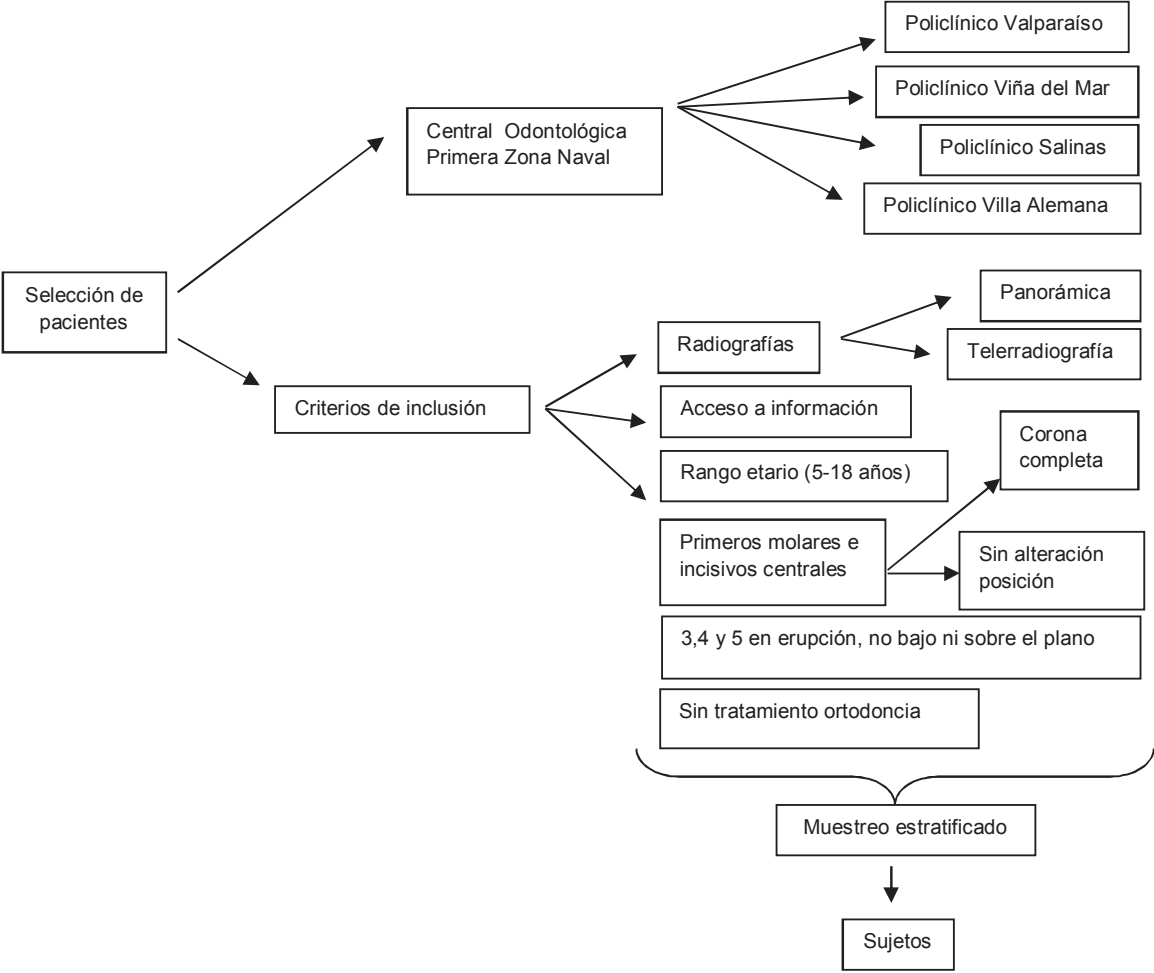 Policlínico Valparaíso
Policlínico Viña del Mar
Central Odontológica
Primera Zona Naval
Policlínico Salinas
Policlínico Villa Alemana
Selección de
pacientes
Panorámica
Radiografías
Telerradiografía
Criterios de inclusión
Acceso a información
Corona
completa
Rango etario (5-18 años)
Primeros molares e
incisivos centrales
Sin alteración
posición
3,4 y 5 en erupción, no bajo ni sobre el plano
Sin tratamiento ortodoncia
Muestreo estratificado
Sujetos